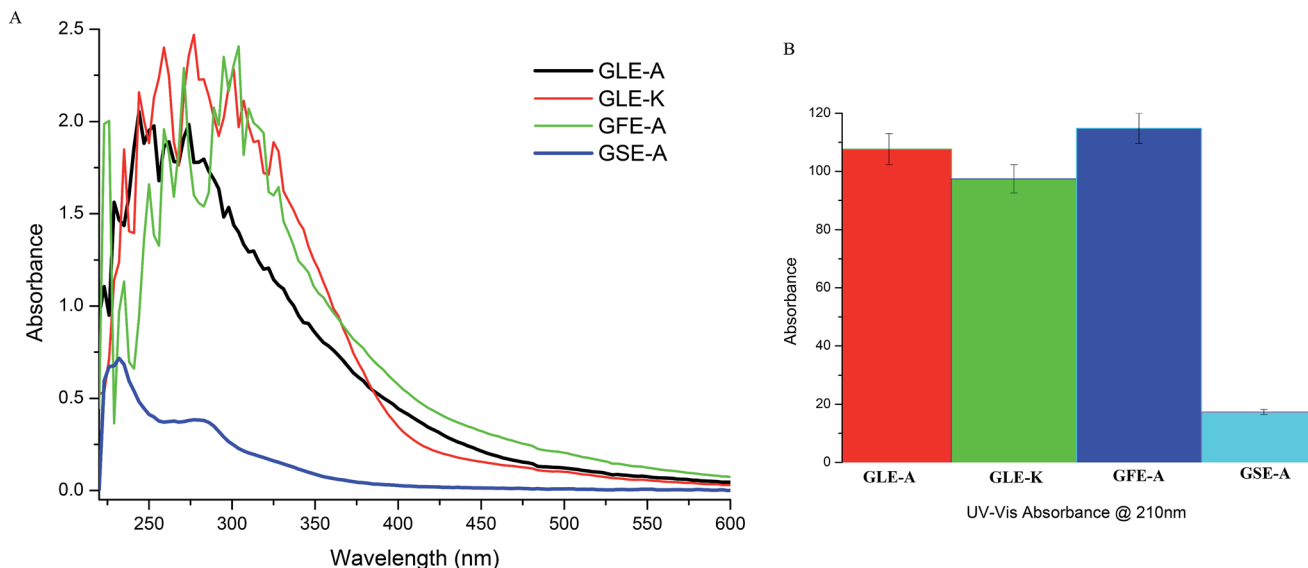 A
2.5
2.0
1.5
1.0
0.5
0.0
Absorbance
GLE-A
GLE-K
GFE-A
GSE-A
250
300
350
400
450
500
550
600
Wavelength (nm)
B
120
100
80
60
40
20
0
Absorbance
GLE-A
GLE-K
GFE-A
GSE-A
UV-Vis Absorbance @ 210nm